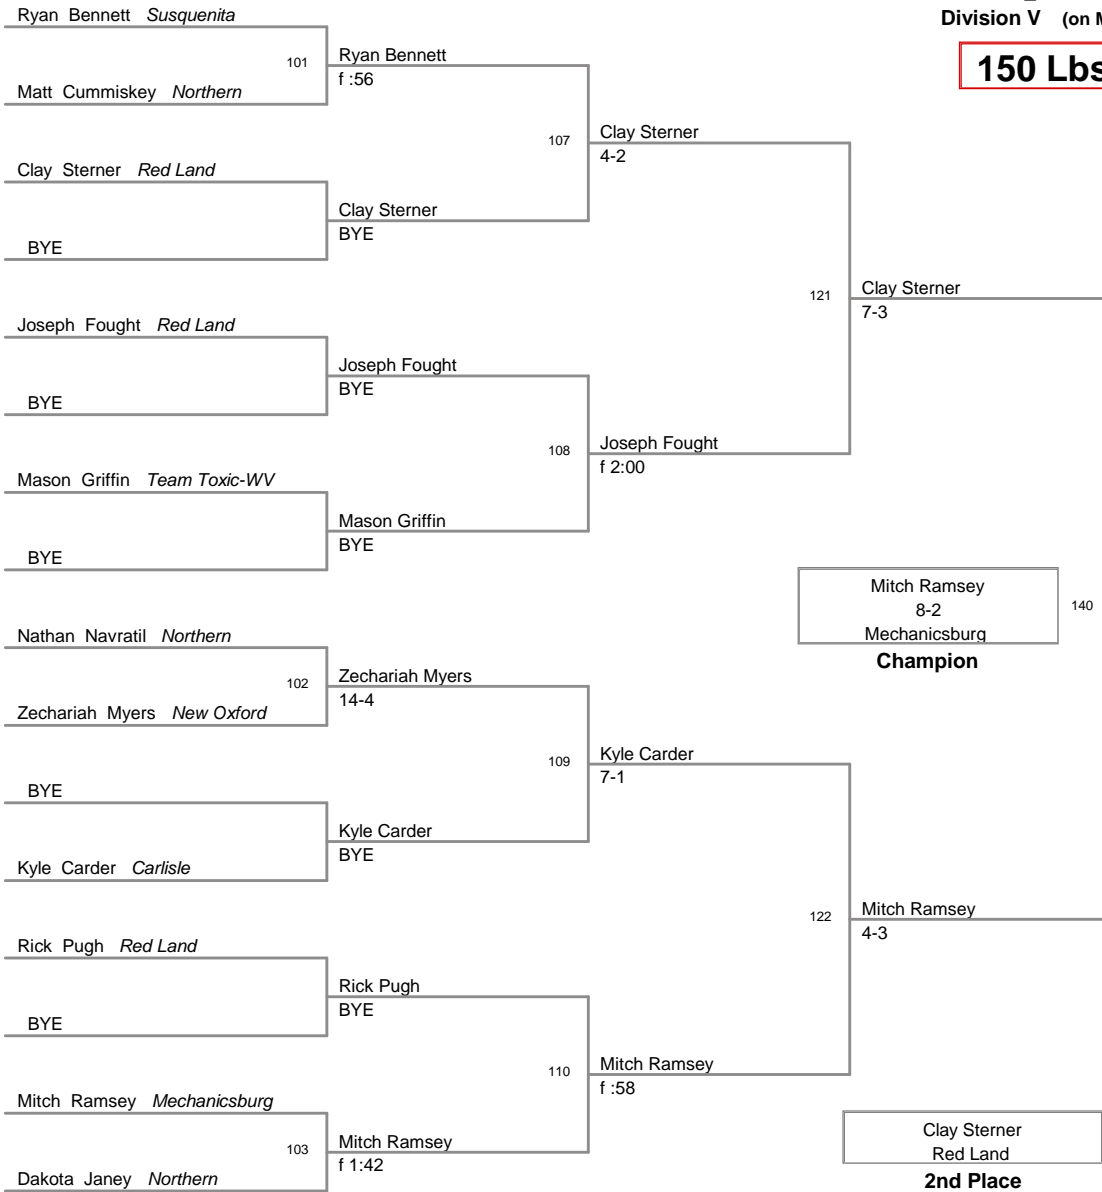 Ryan Bennett Susquenita
Division V (on M
101 Ryan Bennett
f :56
150 Lbs
Matt Cummiskey Northern
107 Clay Sterner
4-2
Clay Sterner Red Land
Clay Sterner
BYE
BYE
121 Clay Sterner
7-3
Joseph Fought Red Land
Joseph Fought
BYE
BYE
108 Joseph Fought
f 2:00
Mason Griffin Team Toxic-WV
Mason Griffin
BYE
BYE
Mitch Ramsey
8-2
140
Mechanicsburg
Champion
Nathan Navratil Northern
102 Zechariah Myers
14-4
Zechariah Myers New Oxford
109 Kyle Carder
7-1
BYE
Kyle Carder
BYE
Kyle Carder Carlisle
122 Mitch Ramsey
4-3
Rick Pugh Red Land
Rick Pugh
BYE
BYE
110 Mitch Ramsey
f :58
Mitch Ramsey Mechanicsburg
103 Mitch Ramsey
f 1:42
Dakota Janey Northern
Clay Sterner
Red Land
2nd Place